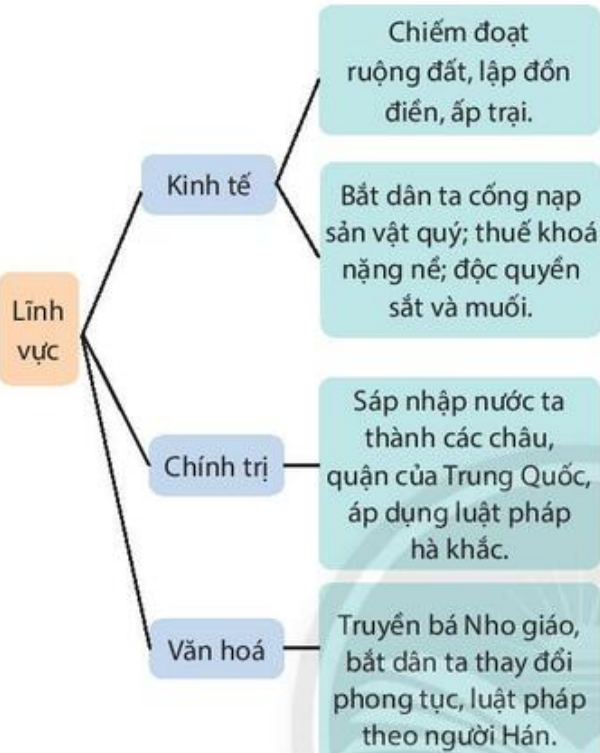 Lĩnh
vực
Kinh tế
Chiếm đoạt
ruộng đất, lập đồn
điền, ấp trại.
Bắt dân ta cống nạp
sản vật quý; thuế khoá
nặng nề; độc quyền
sắt và muối.
Chính trị
Sáp nhập nước ta
thành các châu,
quận của Trung Quốc,
áp dụng luật pháp
hà khắc.
Văn hoá
Truyền bá Nho giáo,
bắt dân ta thay đổi
phong tục, luật pháp
theo người Hán.